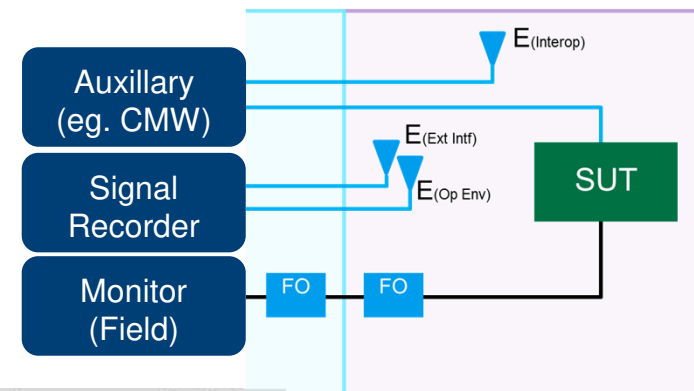 Auxillary
(eg. CMW)
Signal
Recorder
Monitor
(Field)
E(Interop)
E(Ext Intf)
E(Op Env)
SUT
FO
FO